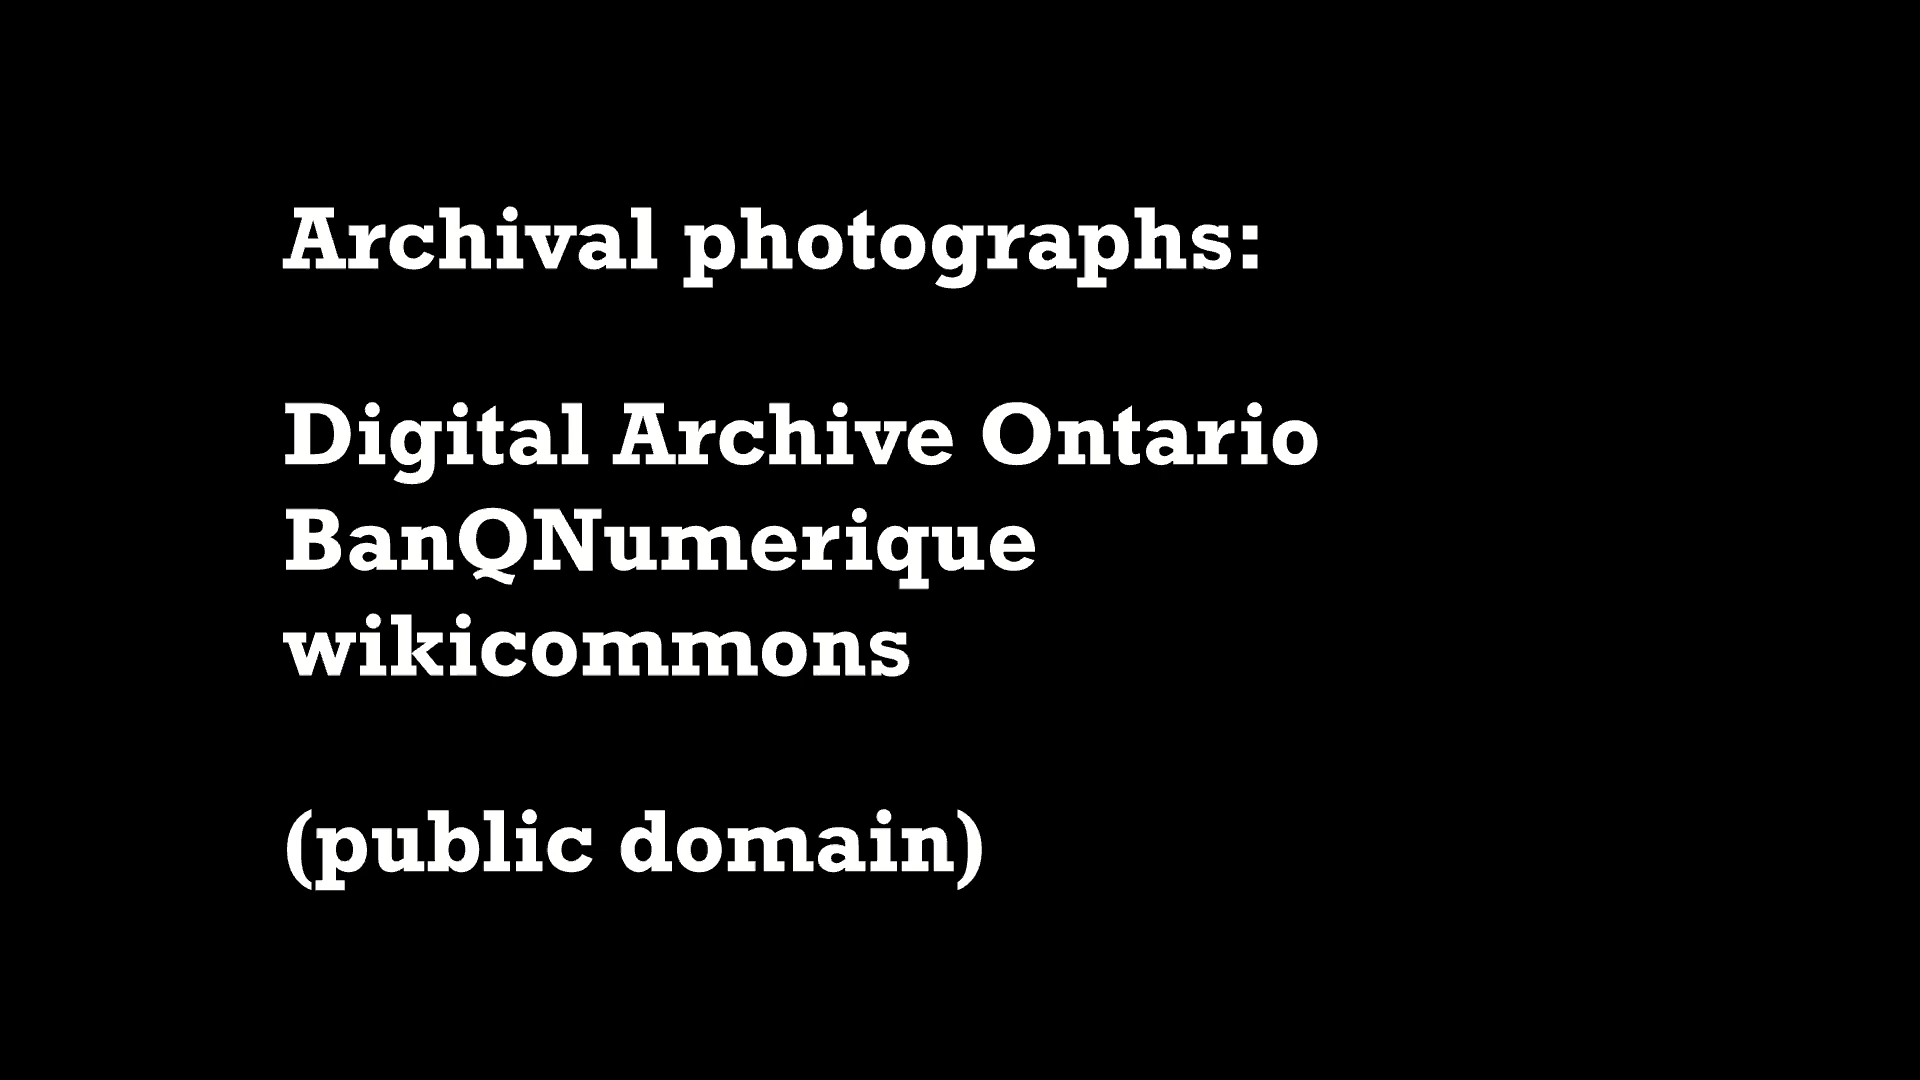 Archival photographs:
Digital Archive Ontario
BanQNumerique
wikicommons
(public domain)